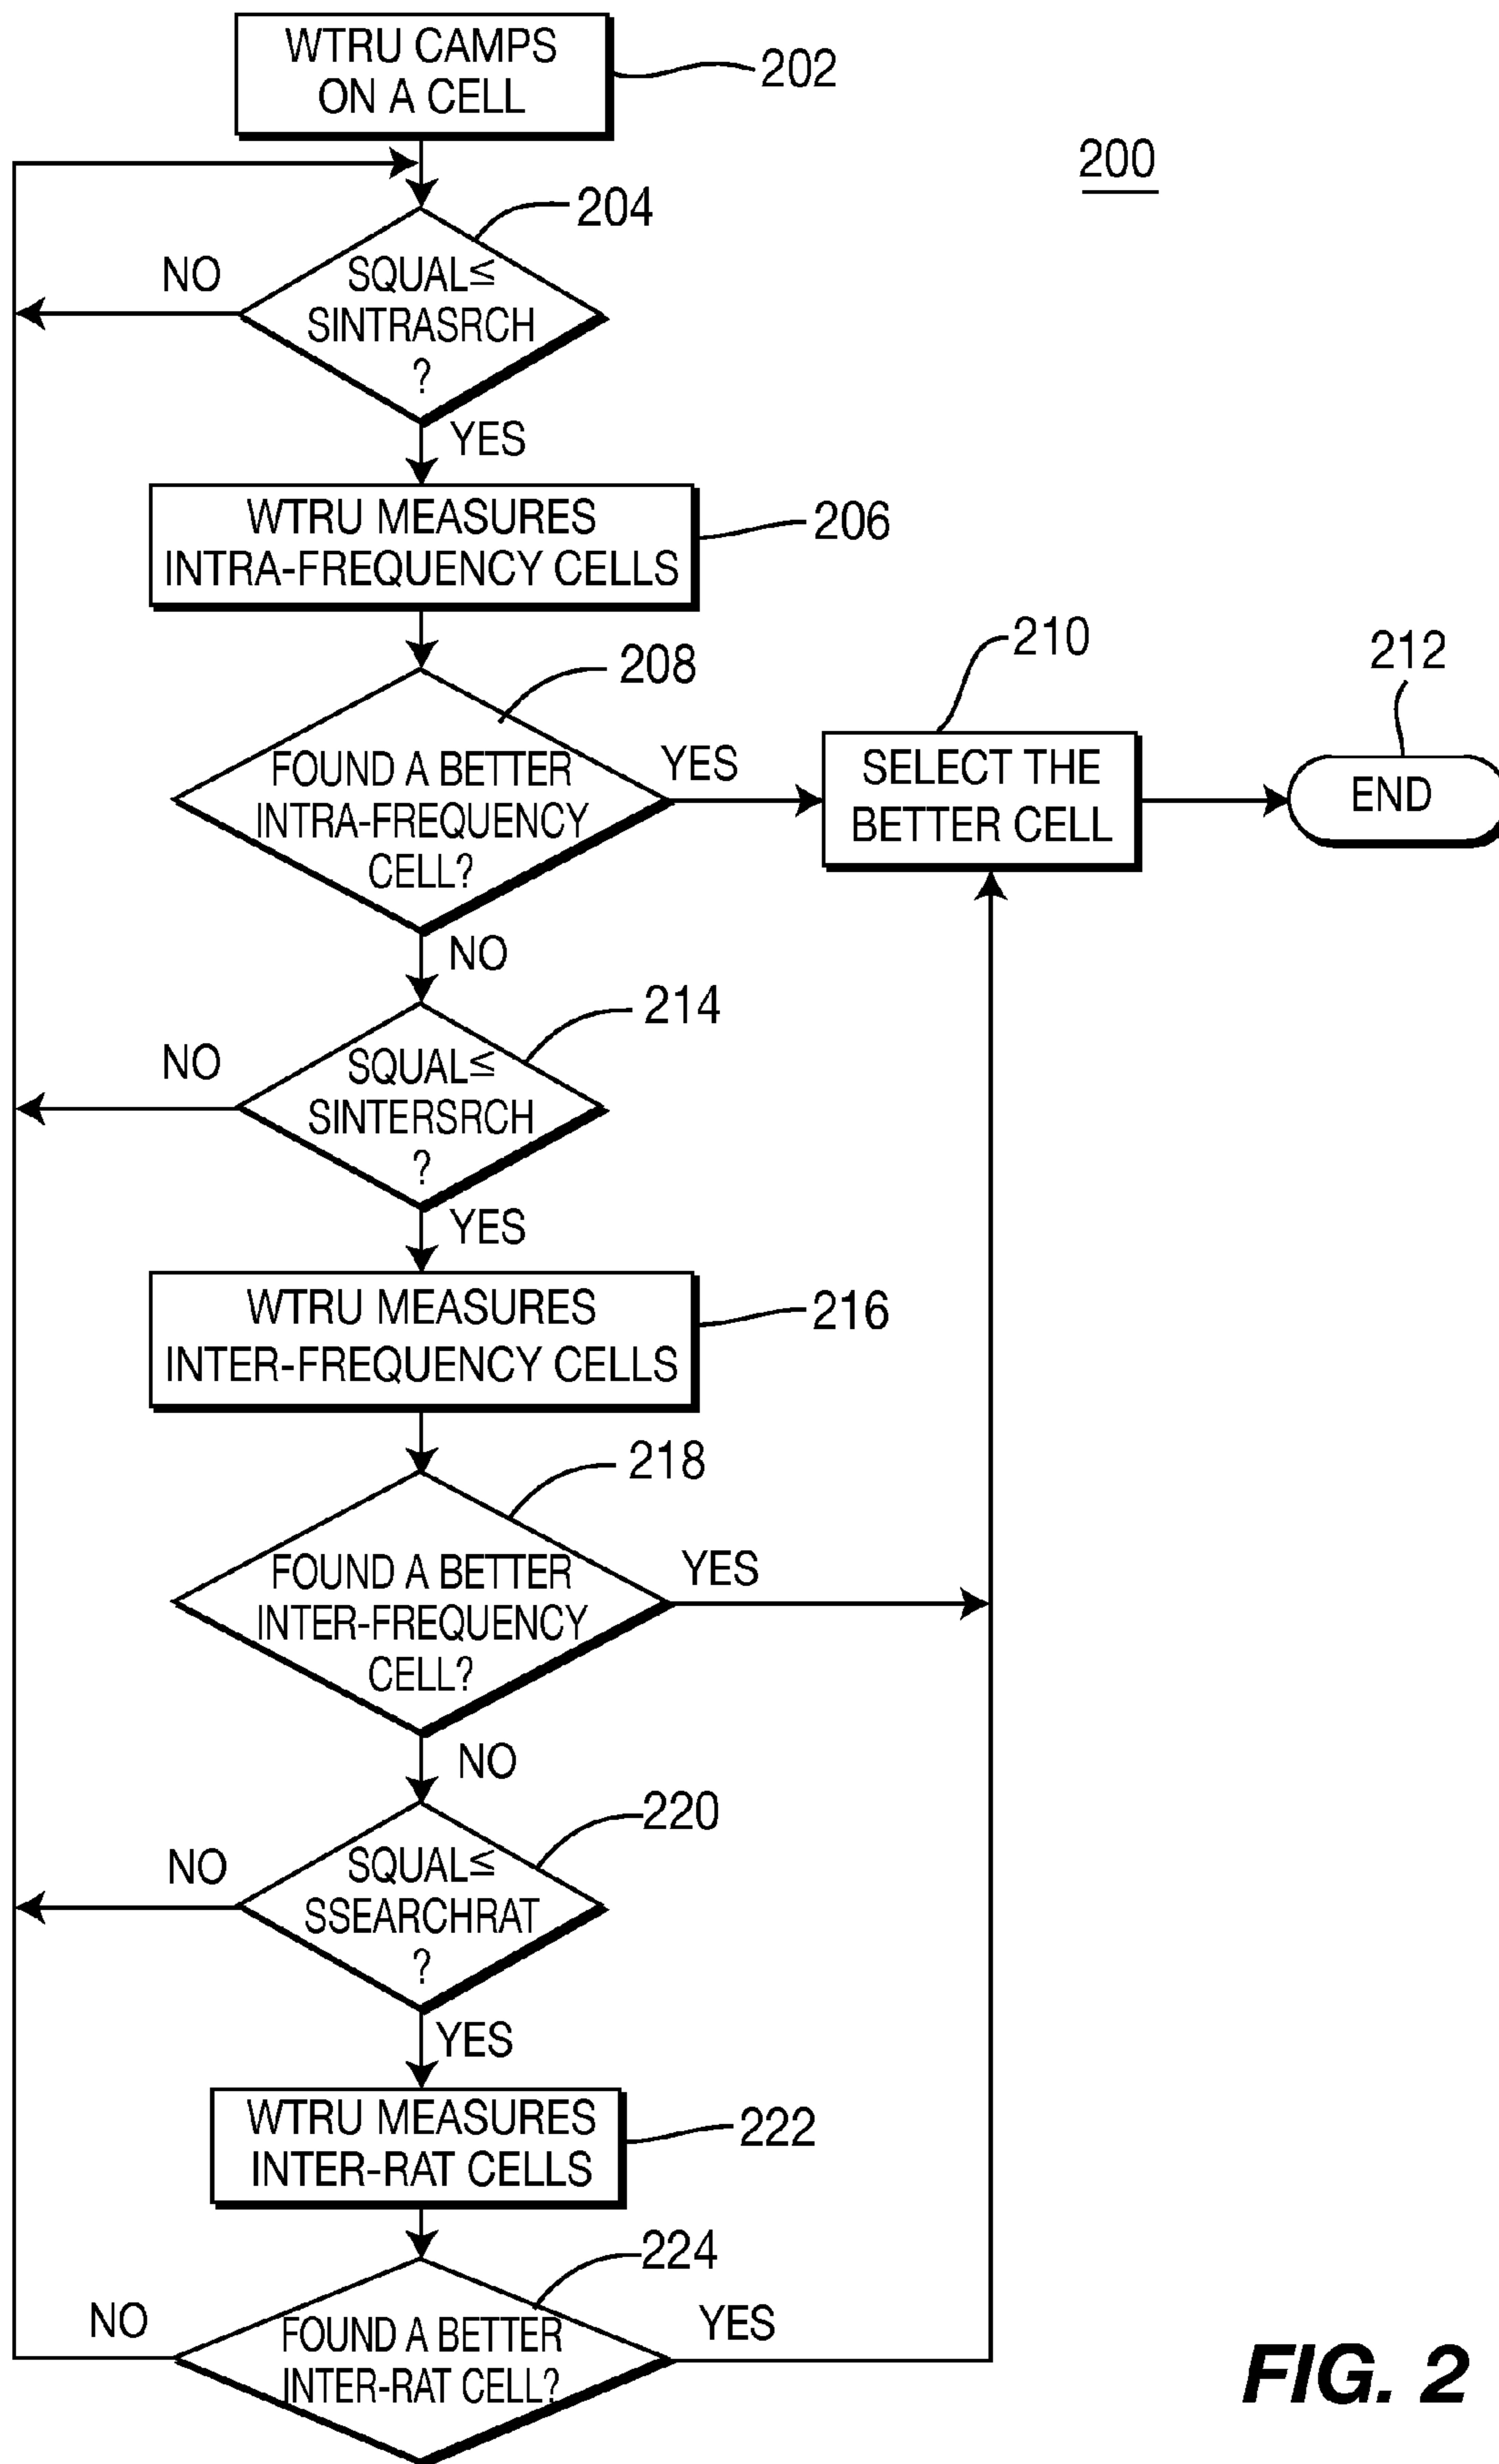 WTRU CAMPS
ON A CELL
202
200
204
NO
SQUAL≤
SINTRASRCH
?
YES
WTRU MEASURES
INTRA-FREQUENCY CELLS
206
208
210
212
FOUND A BETTER
INTRA-FREQUENCY
CELL?
YES
SELECT THE
BETTER CELL
END
NO
214
NO
SQUAL≤
SINTERSRCH
?
YES
WTRU MEASURES
INTER-FREQUENCY CELLS
216
218
FOUND A BETTER
INTER-FREQUENCY
CELL?
YES
NO
220
NO
SQUAL≤
SSEARCHRAT
?
YES
WTRU MEASURES
INTER-RAT CELLS
222
224
NO
FOUND A BETTER
INTER-RAT CELL?
YES
FIG. 2